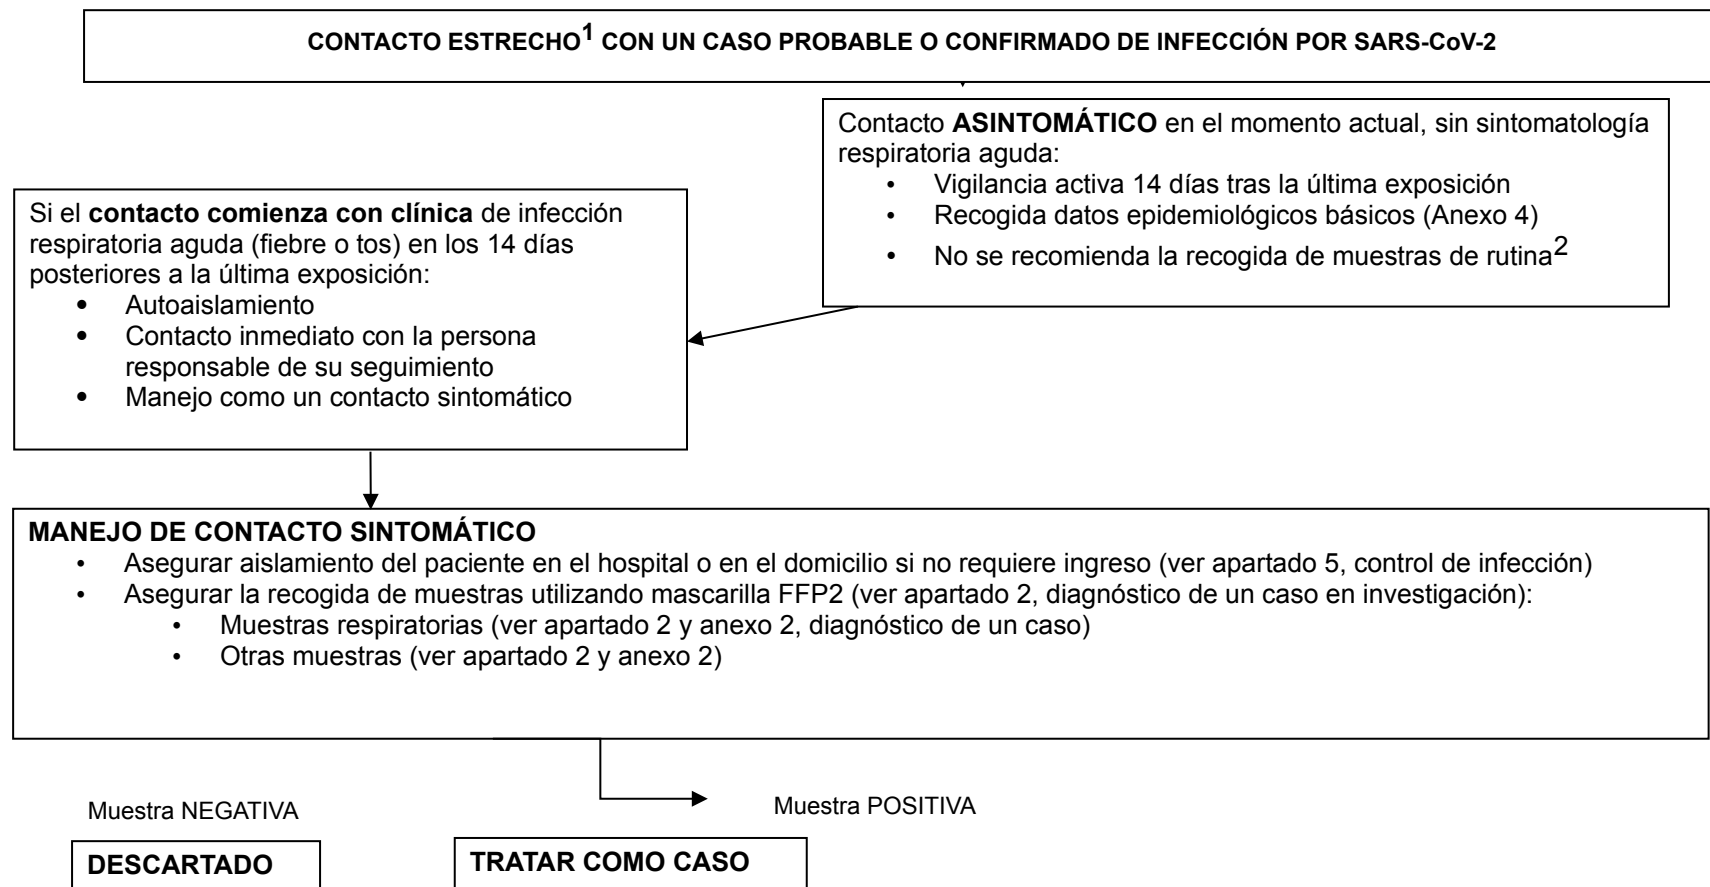 CONTACTO ESTRECHO1 CON UN CASO PROBABLE O CONFIRMADO DE INFECCIÓN POR SARS-CoV-2
Contacto ASINTOMÁTICO en el momento actual, sin sintomatología
respiratoria aguda:
• Vigilancia activa 14 días tras la última exposición
• Recogida datos epidemiológicos básicos (Anexo 4)
• No se recomienda la recogida de muestras de rutina2
Si el contacto comienza con clínica de infección
respiratoria aguda (fiebre o tos) en los 14 días
posteriores a la última exposición:
• Autoaislamiento
• Contacto inmediato con la persona
responsable de su seguimiento
• Manejo como un contacto sintomático
MANEJO DE CONTACTO SINTOMÁTICO
• Asegurar aislamiento del paciente en el hospital o en el domicilio si no requiere ingreso (ver apartado 5, control de infección)
• Asegurar la recogida de muestras utilizando mascarilla FFP2 (ver apartado 2, diagnóstico de un caso en investigación):
• Muestras respiratorias (ver apartado 2 y anexo 2, diagnóstico de un caso)
• Otras muestras (ver apartado 2 y anexo 2)
Muestra NEGATIVA
Muestra POSITIVA
DESCARTADO
TRATAR COMO CASO